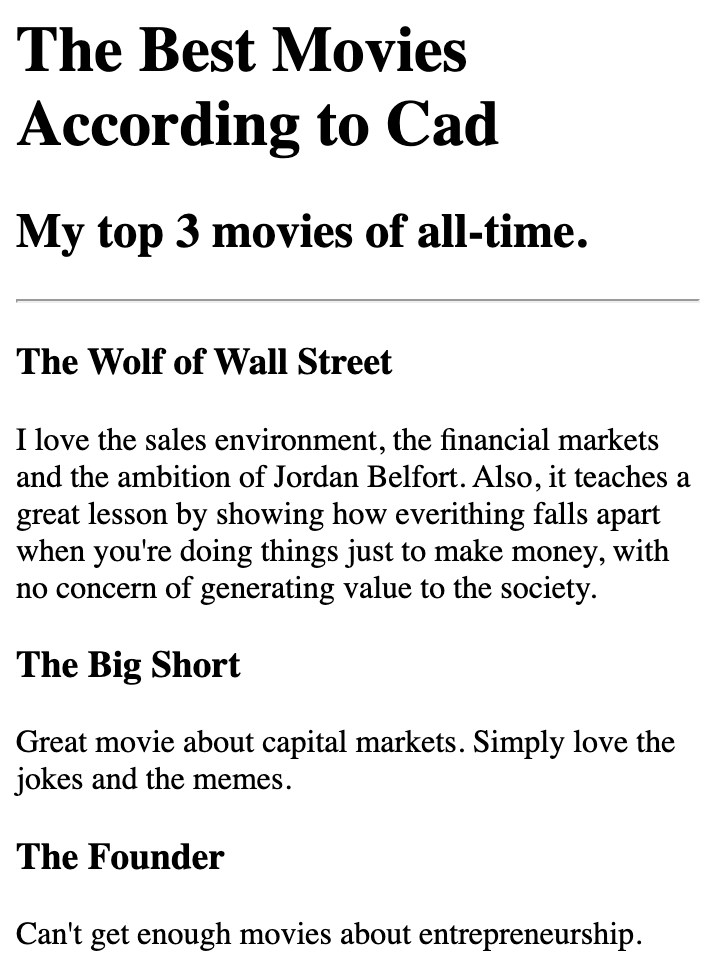 The Best Movies
According to Cad
My top 3 movies of all-time.
The Wolf of Wall Street
I love the sales environment, the financial markets
and the ambition of Jordan Belfort. Also, it teaches a
great lesson by showing how everithing falls apart
when you're doing things just to make money, with
no concern of generating value to the society.
The Big Short
Great movie about capital markets. Simply love the
jokes and the memes.
The Founder
Can't get enough movies about entrepreneurship.